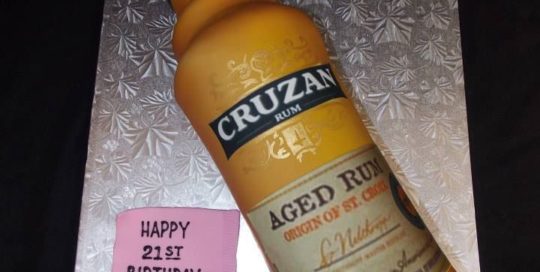 CRUZAN
RUM
AGED RUM
ORIGIN OF ST. CROIX
HAPPY
21ST
BIRTHDAY